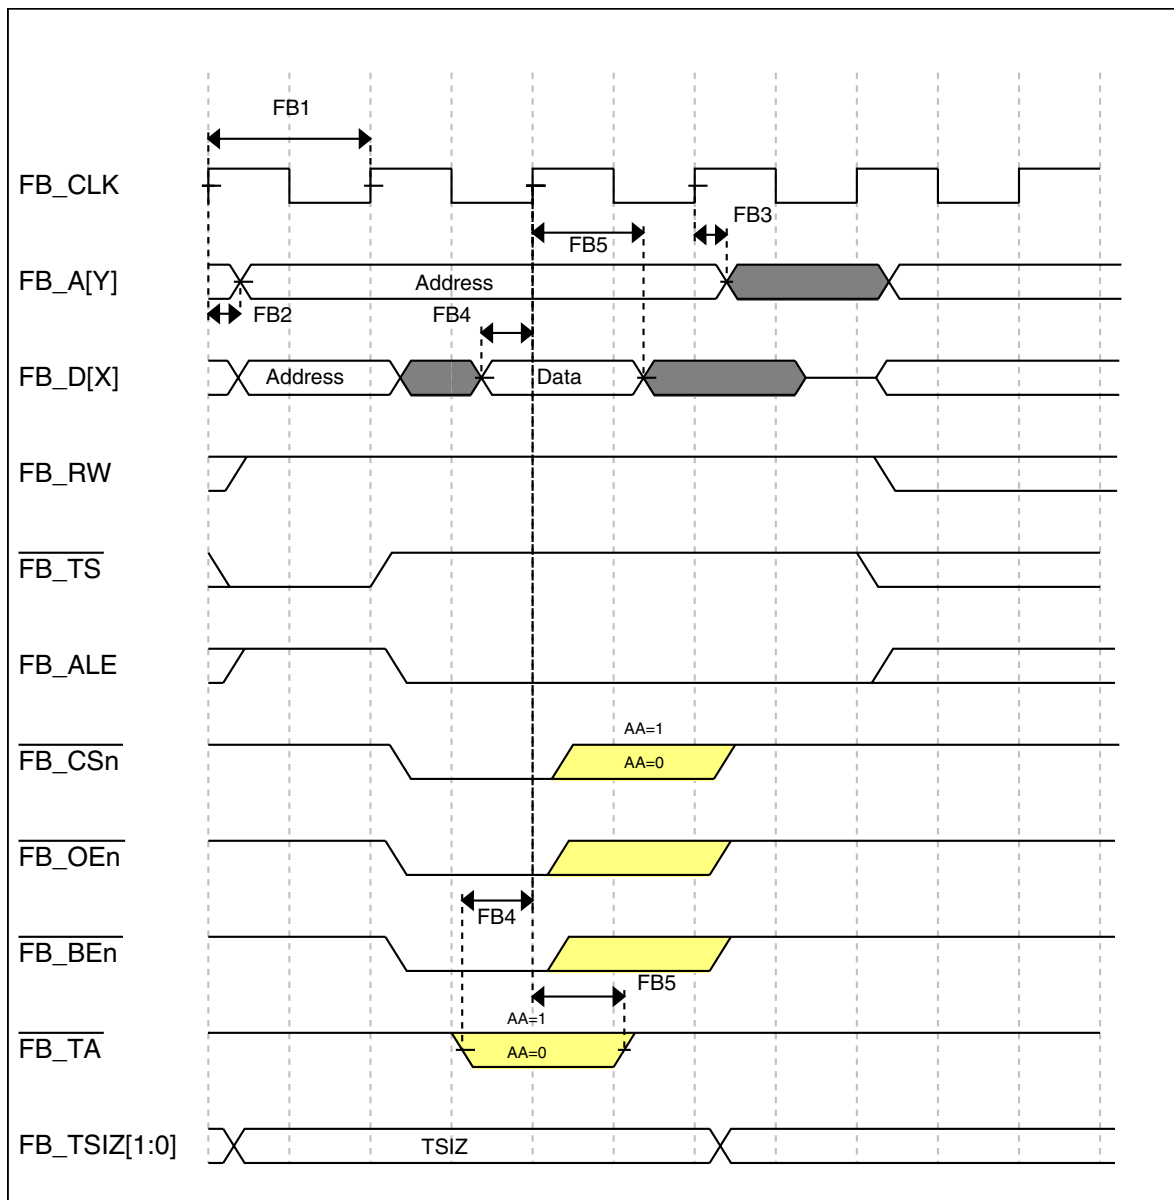 FB1
FB_CLK
FB3
FB5
FB_A[Y]
Address
FB2
FB4
FB_D[X]
Address
Data
FB_RW
FB_TS
FB_ALE
AA=1
FB_CSn
AA=0
FB_OEn
FB4
FB_BEn
FB5
AA=1
FB_TA
AA=0
FB_TSIZ[1:0]
TSIZ